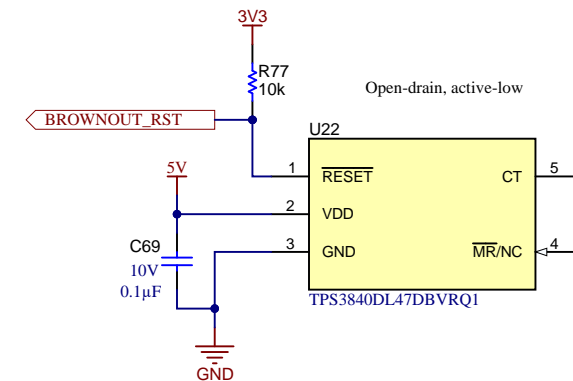 3V3
R77
10k
Open-drain, active-low
BROWNOUT_RST
U22
5V
1
RESET
CT
5
2
VDD
3
GND
MR/NC
4
C69
10V
0.1µF
TPS3840DL47DBVRQ1
GND